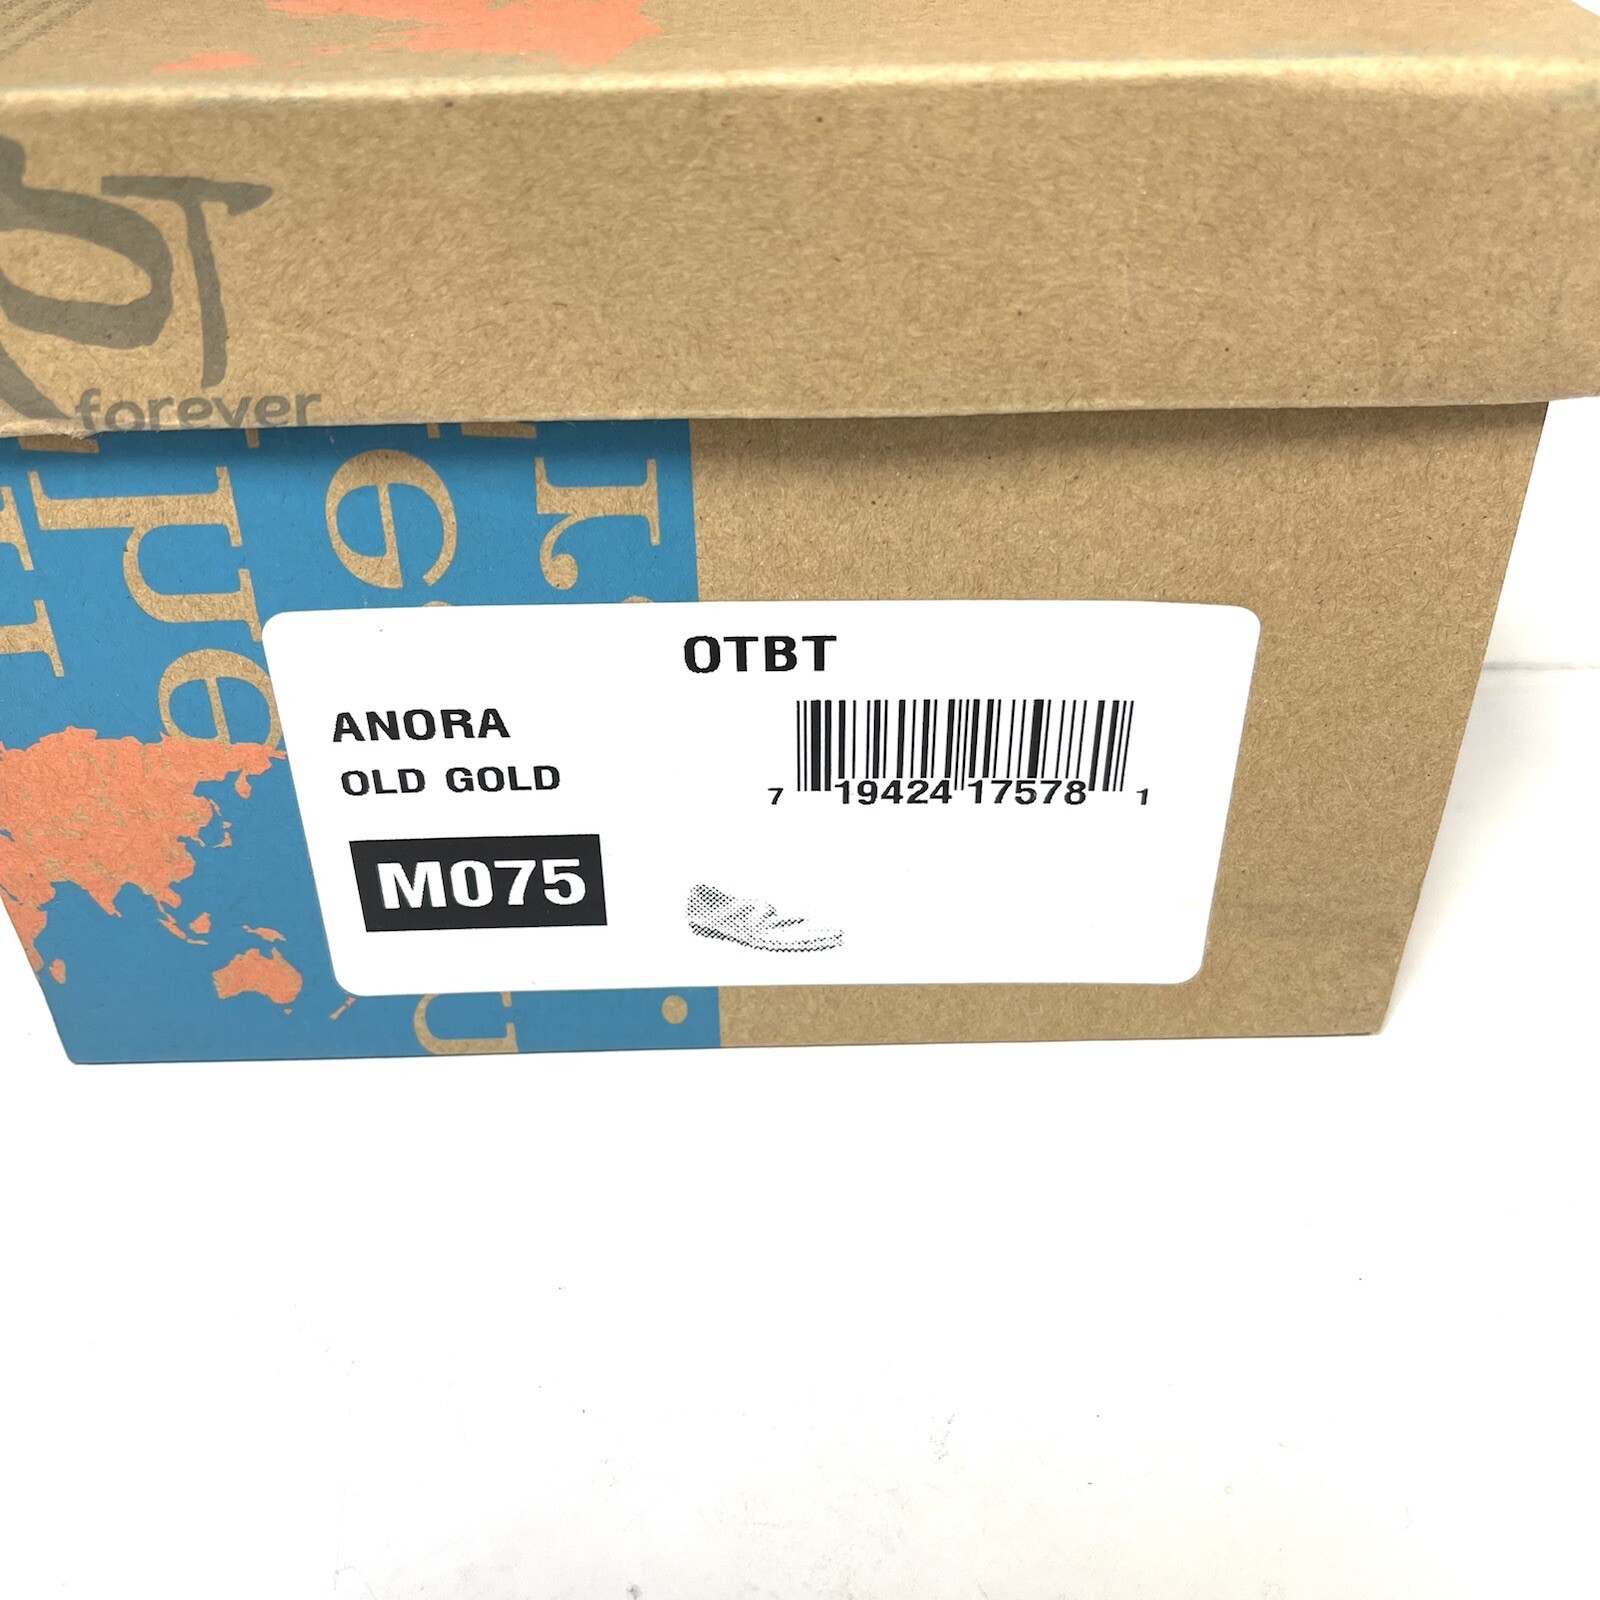 forever
OTBT
ANORA
OLD GOLD
7 19424 17578 1
M075